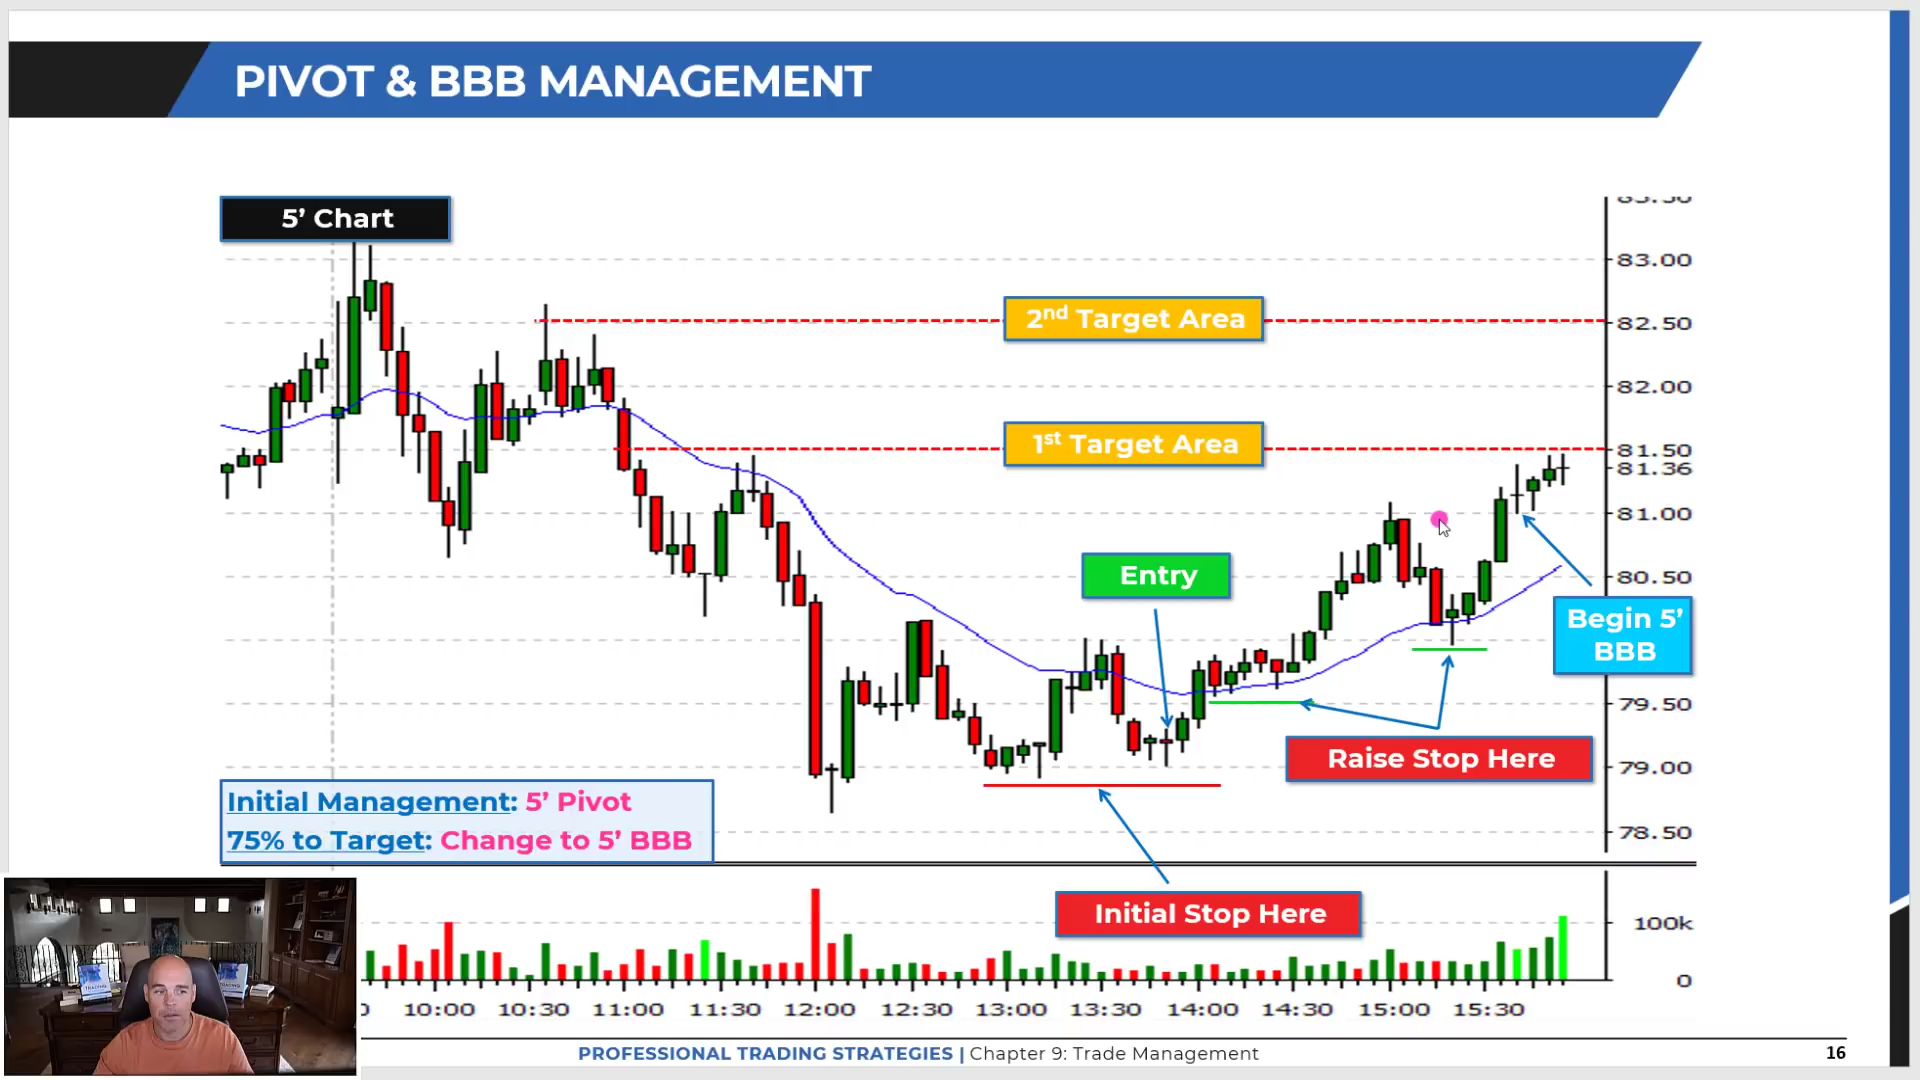 PIVOT & BBB MANAGEMENT
5’ Chart
83.00
2nd Target Area
82.50
82.00
1st Target Area
81.50
81.36
81.00
Entry
80.50
Begin 5’
BBB
79.50
Raise Stop Here
79.00
Initial Management: 5’ Pivot
75% to Target: Change to 5’ BBB
78.50
Initial Stop Here
100k
0
10:00 10:30 11:00 11:30 12:00 12:30 13:00 13:30 14:00 14:30 15:00 15:30
PROFESSIONAL TRADING STRATEGIES | Chapter 9: Trade Management
16